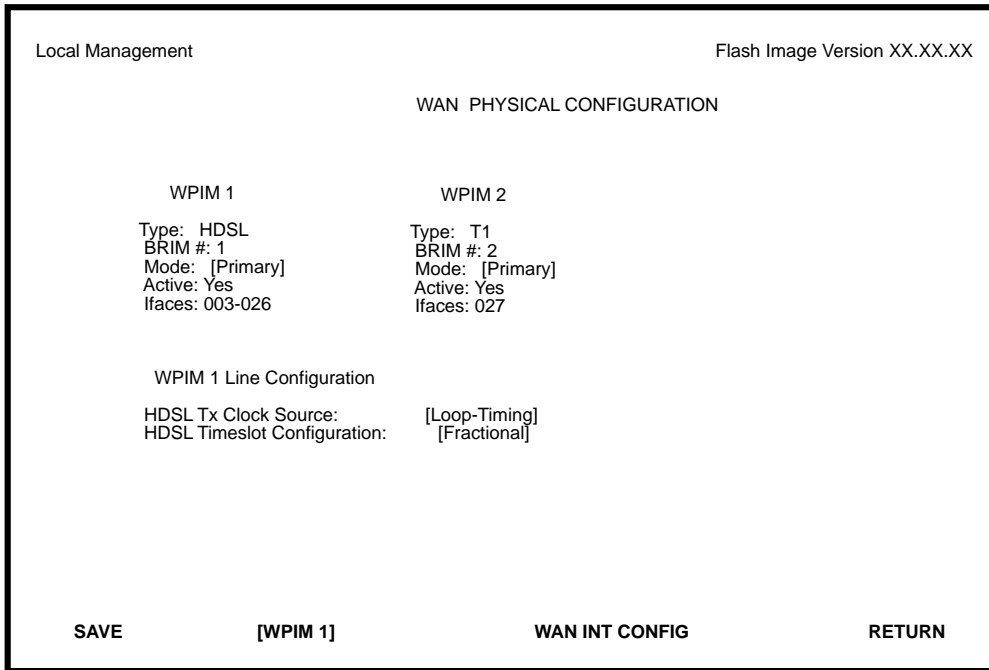 Local Management Flash Image Version XX.XX.XX
WAN PHYSICAL CONFIGURATION
WPIM 1 WPIM 2
Type: HDSL Type: T1
BRIM #: 1 BRIM #: 2
Mode: [Primary] Mode: [Primary]
Active: Yes Active: Yes
Ifaces: 003-026 Ifaces: 027
WPIM 1 Line Configuration
HDSL Tx Clock Source: [Loop-Timing]
HDSL Timeslot Configuration: [Fractional]
SAVE [WPIM 1] WAN INT CONFIG RETURN